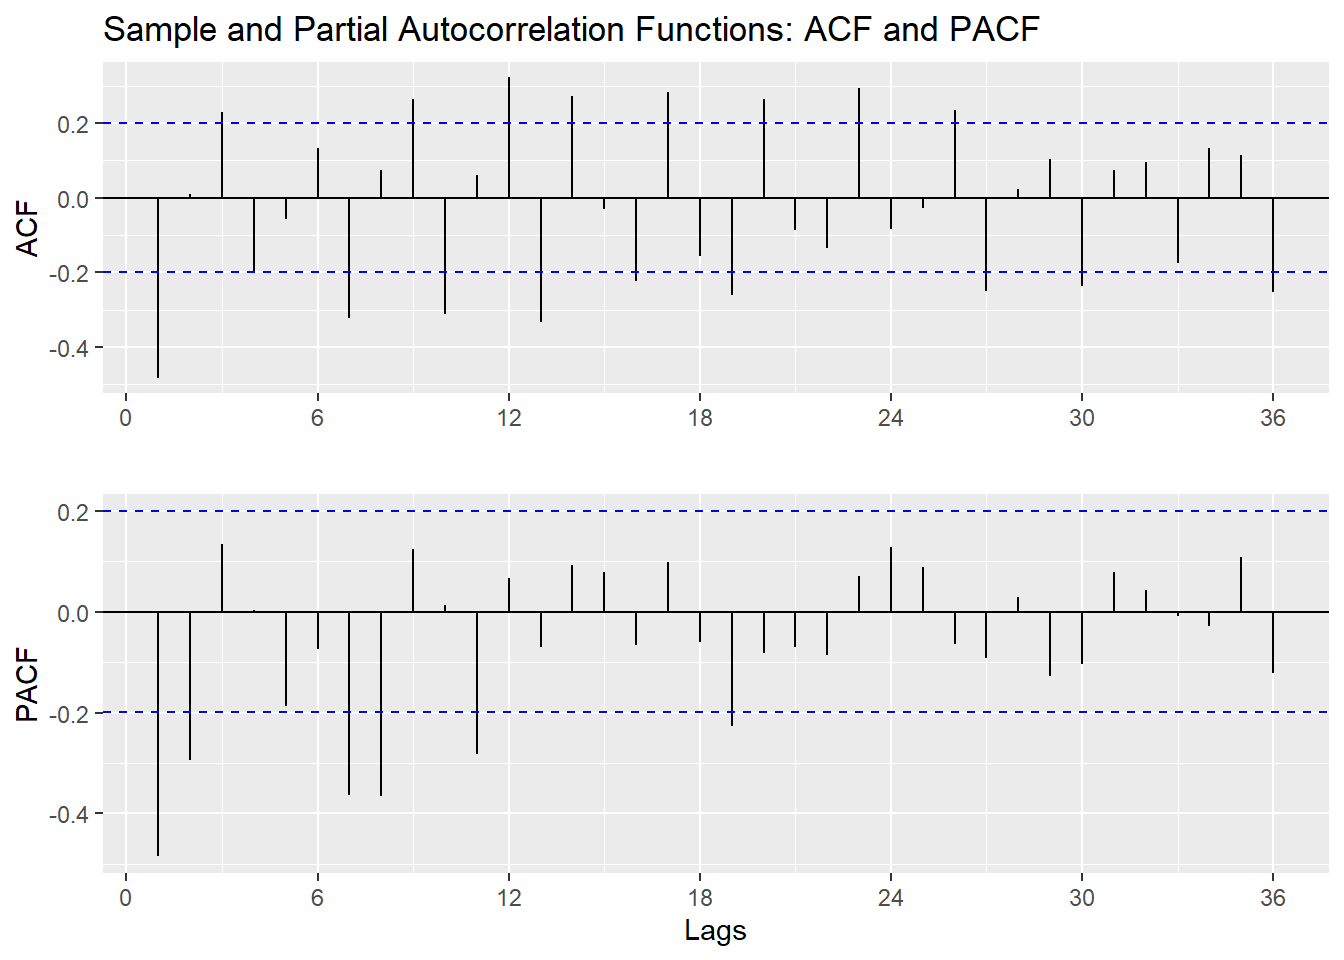 Sample and Partial Autocorrelation Functions: ACF and PACF
ACF
0.2
0.0
-0.2
-0.4
0 6 12 18 24 30 36
PACF
0.2
0.0
-0.2
-0.4
0 6 12 18 24 30 36
Lags